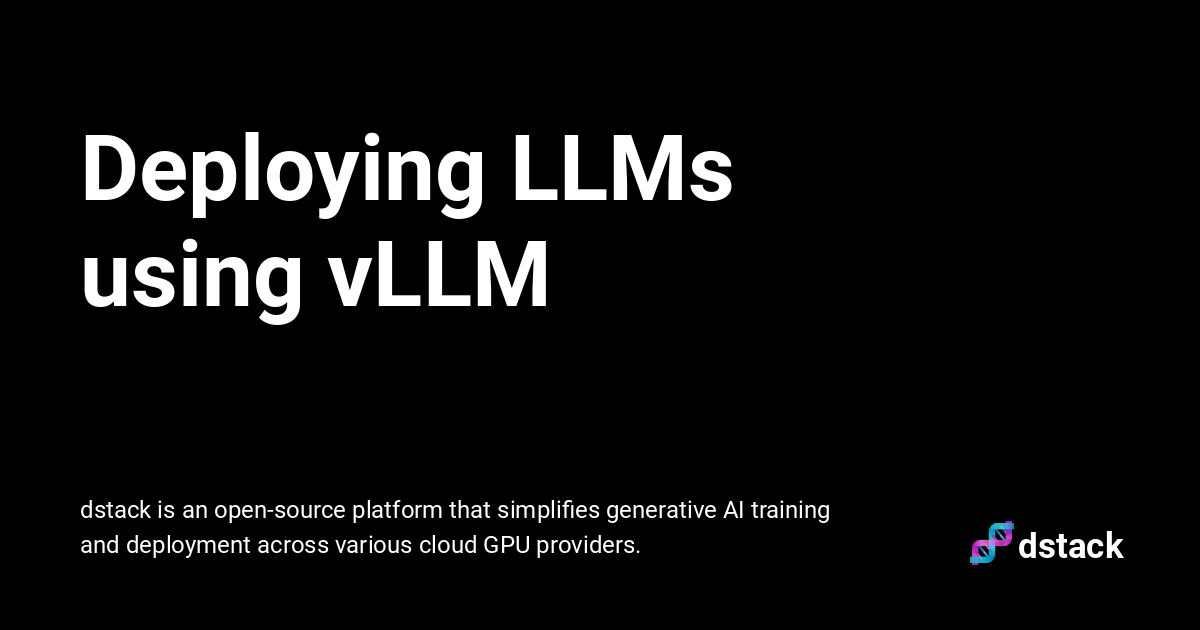 Deploying LLMs
using vLLM
dstack is an open-source platform that simplifies generative AI training
and deployment across various cloud GPU providers.
dstack